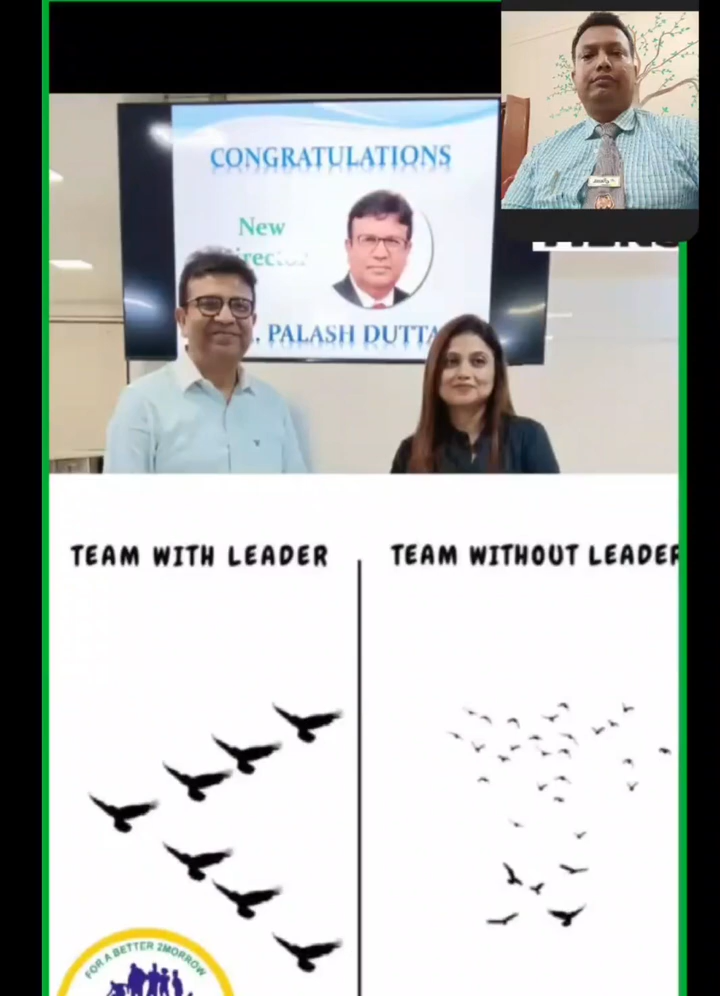 CONGRATULATIONS
New
PALASH DUTTA
TEAM WITH LEADER
TEAM WITHOUT LEADER
FOR A BETTER 2MORROW